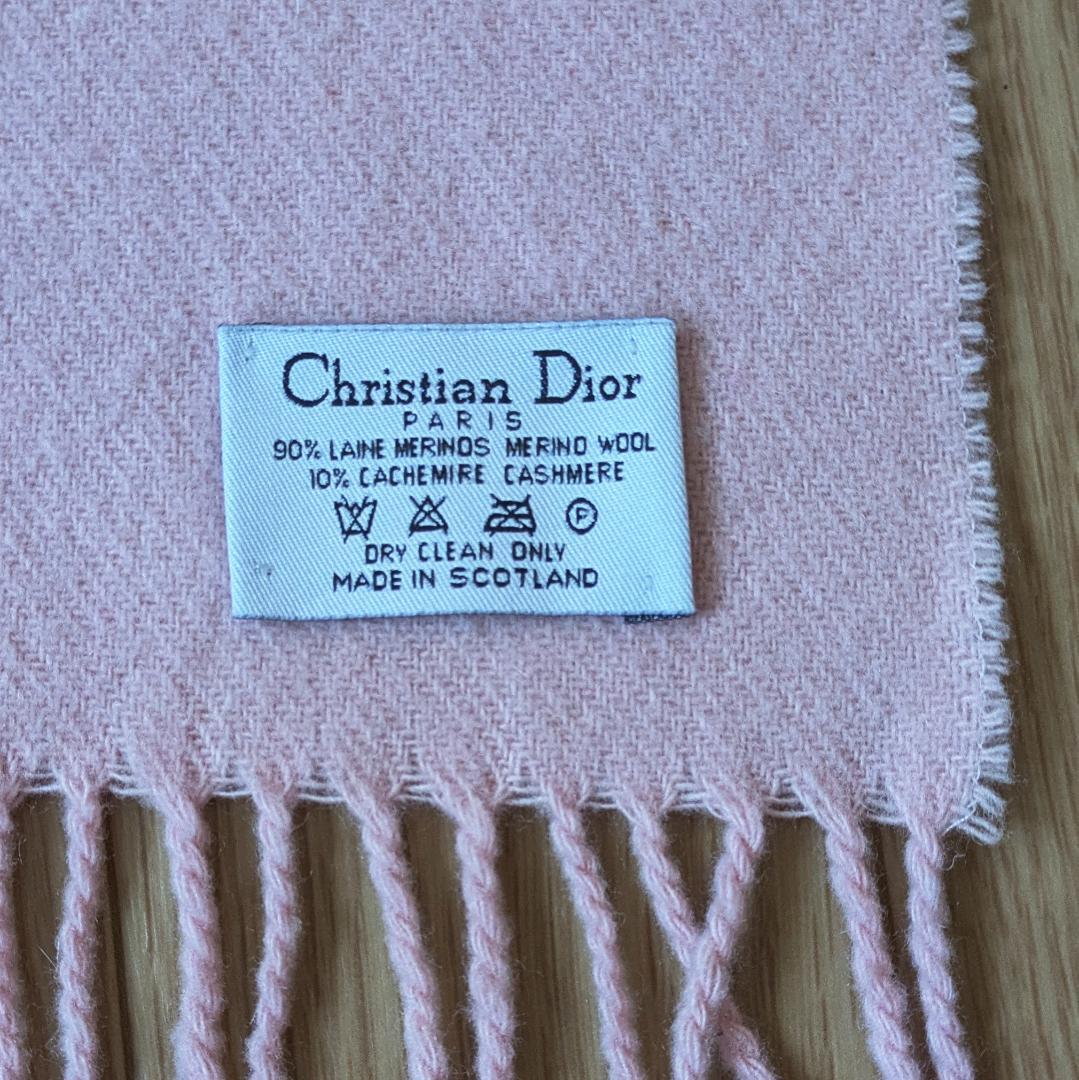 Christian Dior
PARIS
90% LAINE MERINOS MERINO WOOL
10% CACHEMIRE CASHMERE
P
DRY CLEAN ONLY
MADE IN SCOTLAND